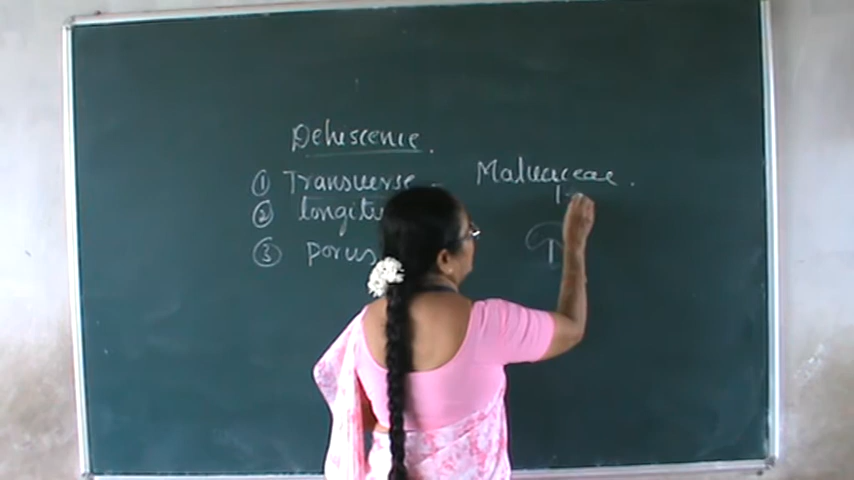 Dehiscence.
① Transverse - Malvaceae.
② longitu
③ porus